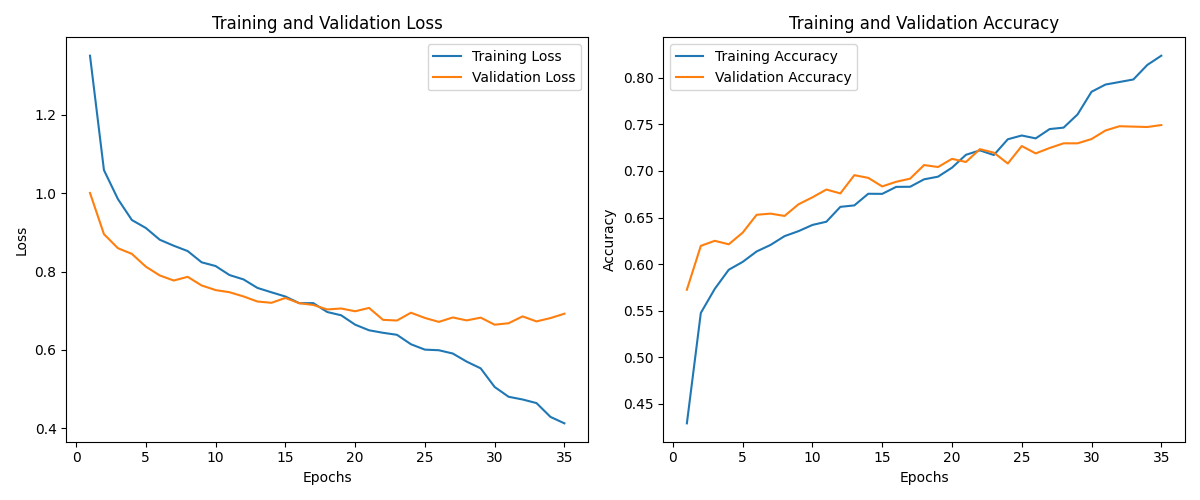 Training and Validation Loss
Training Loss
Validation Loss
1.2
1.0
0.8
0.6
0.4
Loss
0 5 10 15 20 25 30 35
Epochs
Training and Validation Accuracy
Training Accuracy
Validation Accuracy
0.80
0.75
0.70
0.65
0.60
0.55
0.50
0.45
Accuracy
0 5 10 15 20 25 30 35
Epochs